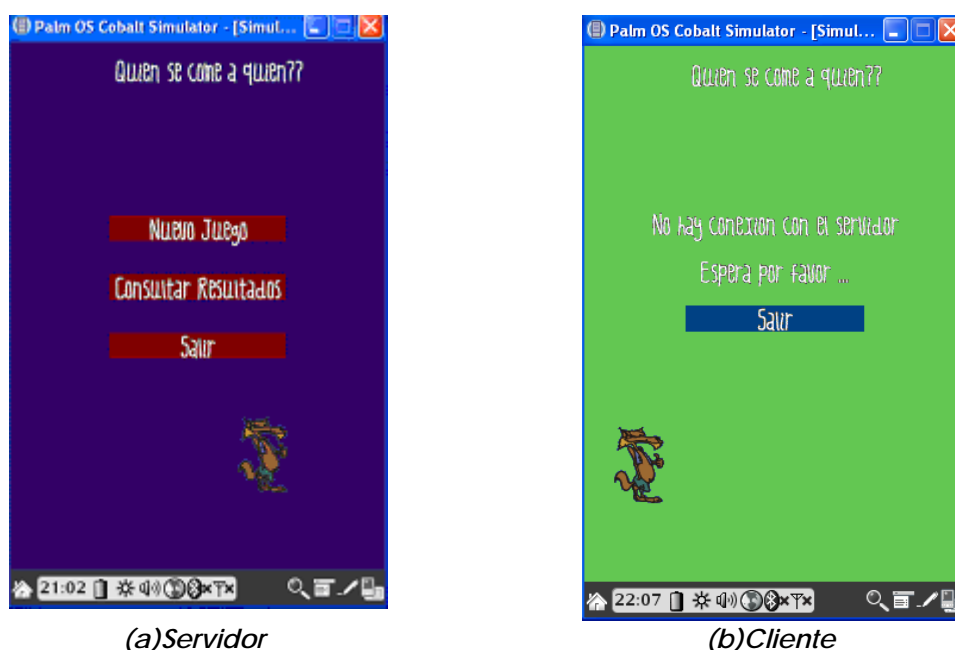 Palm OS Cobalt Simulator - [Simul...
Quien se come a quien??
Nuevo Juego
Consultar Resultados
Salir
21:02
(a)Servidor
Palm OS Cobalt Simulator - [Simul...
Quien se come a quien??
No hay conexion con el servidor
Espera por favor ...
Salir
22:07
(b)Cliente